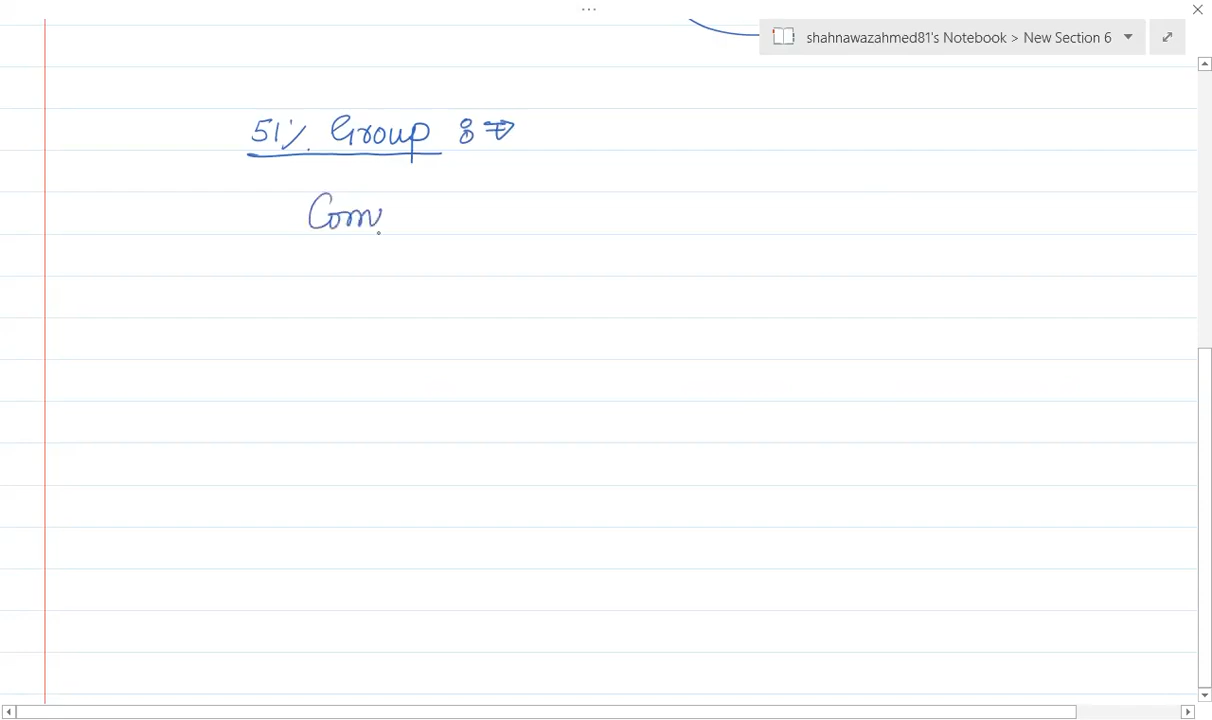 shahnawazahmed81's Notebook > New Section 6
51% Group :⇒
Com